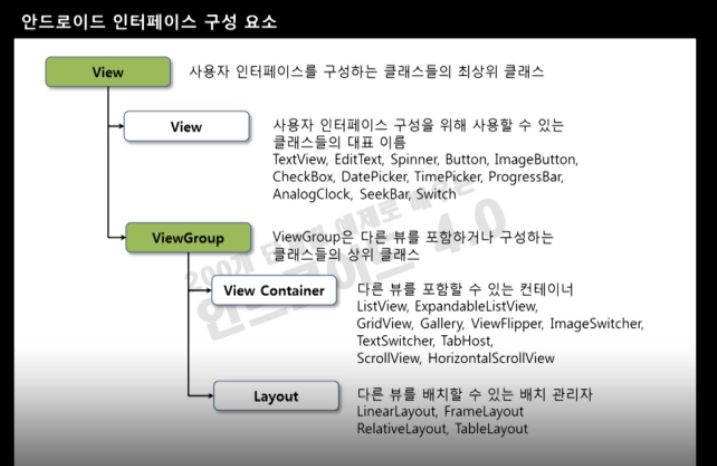 안드로이드 인터페이스 구성 요소
View
사용자 인터페이스를 구성하는 클래스들의 최상위 클래스
View
사용자 인터페이스 구성을 위해 사용할 수 있는
클래스들의 대표 이름
TextView, EditText, Spinner, Button, ImageButton,
CheckBox, DatePicker, TimePicker, ProgressBar,
AnalogClock, SeekBar, Switch
ViewGroup
ViewGroup은 다른 뷰를 포함하거나 구성하는
클래스들의 상위 클래스
View Container
다른 뷰를 포함할 수 있는 컨테이너
ListView, ExpandableListView,
GridView, Gallery, ViewFlipper, ImageSwitcher,
TextSwitcher, TabHost,
ScrollView, HorizontalScrollView
Layout
다른 뷰를 배치할 수 있는 배치 관리자
LinearLayout, FrameLayout
RelativeLayout, TableLayout